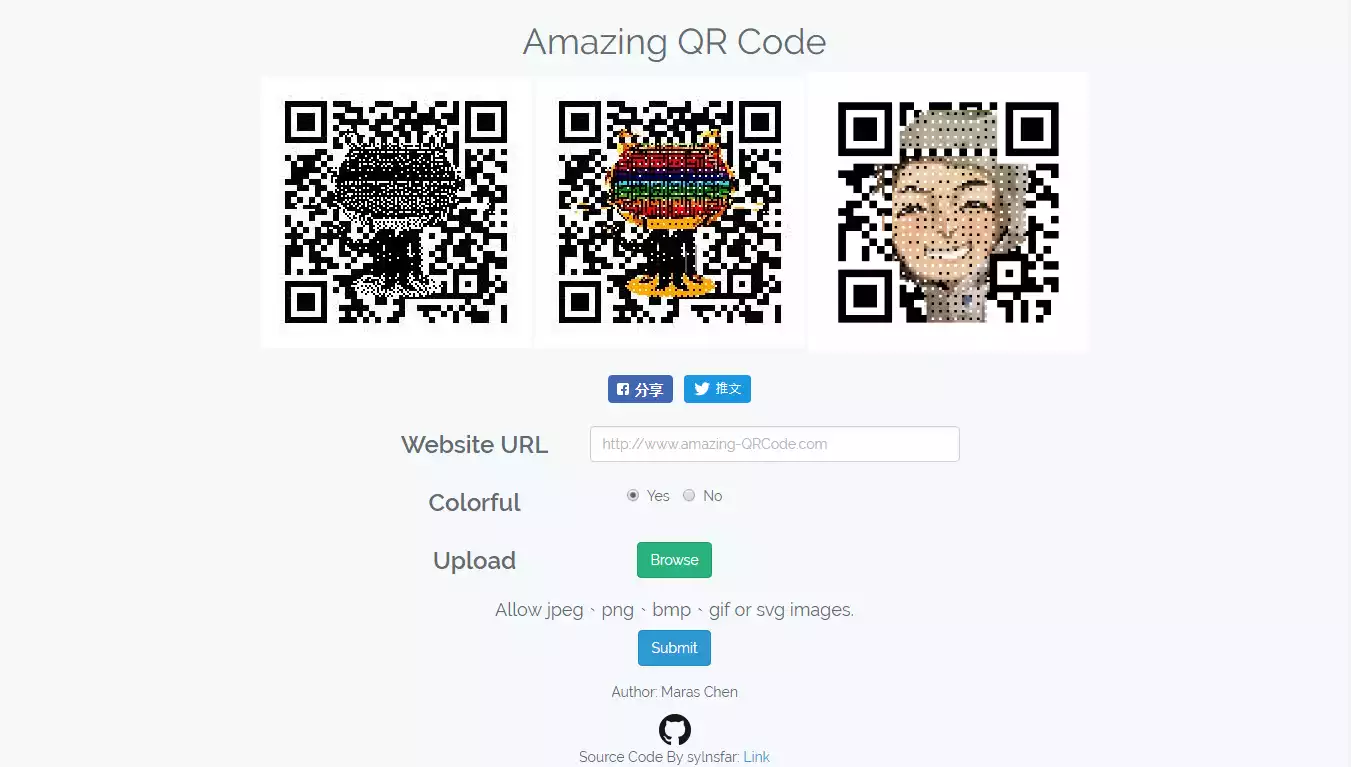 Amazing QR Code
分享 推文
Website URL http://www.amazing-QRCode.com
Colorful Yes No
Upload Browse
Allow jpeg、png、bmp、gif or svg images.
Submit
Author: Maras Chen
Source Code By sylnsfar: Link